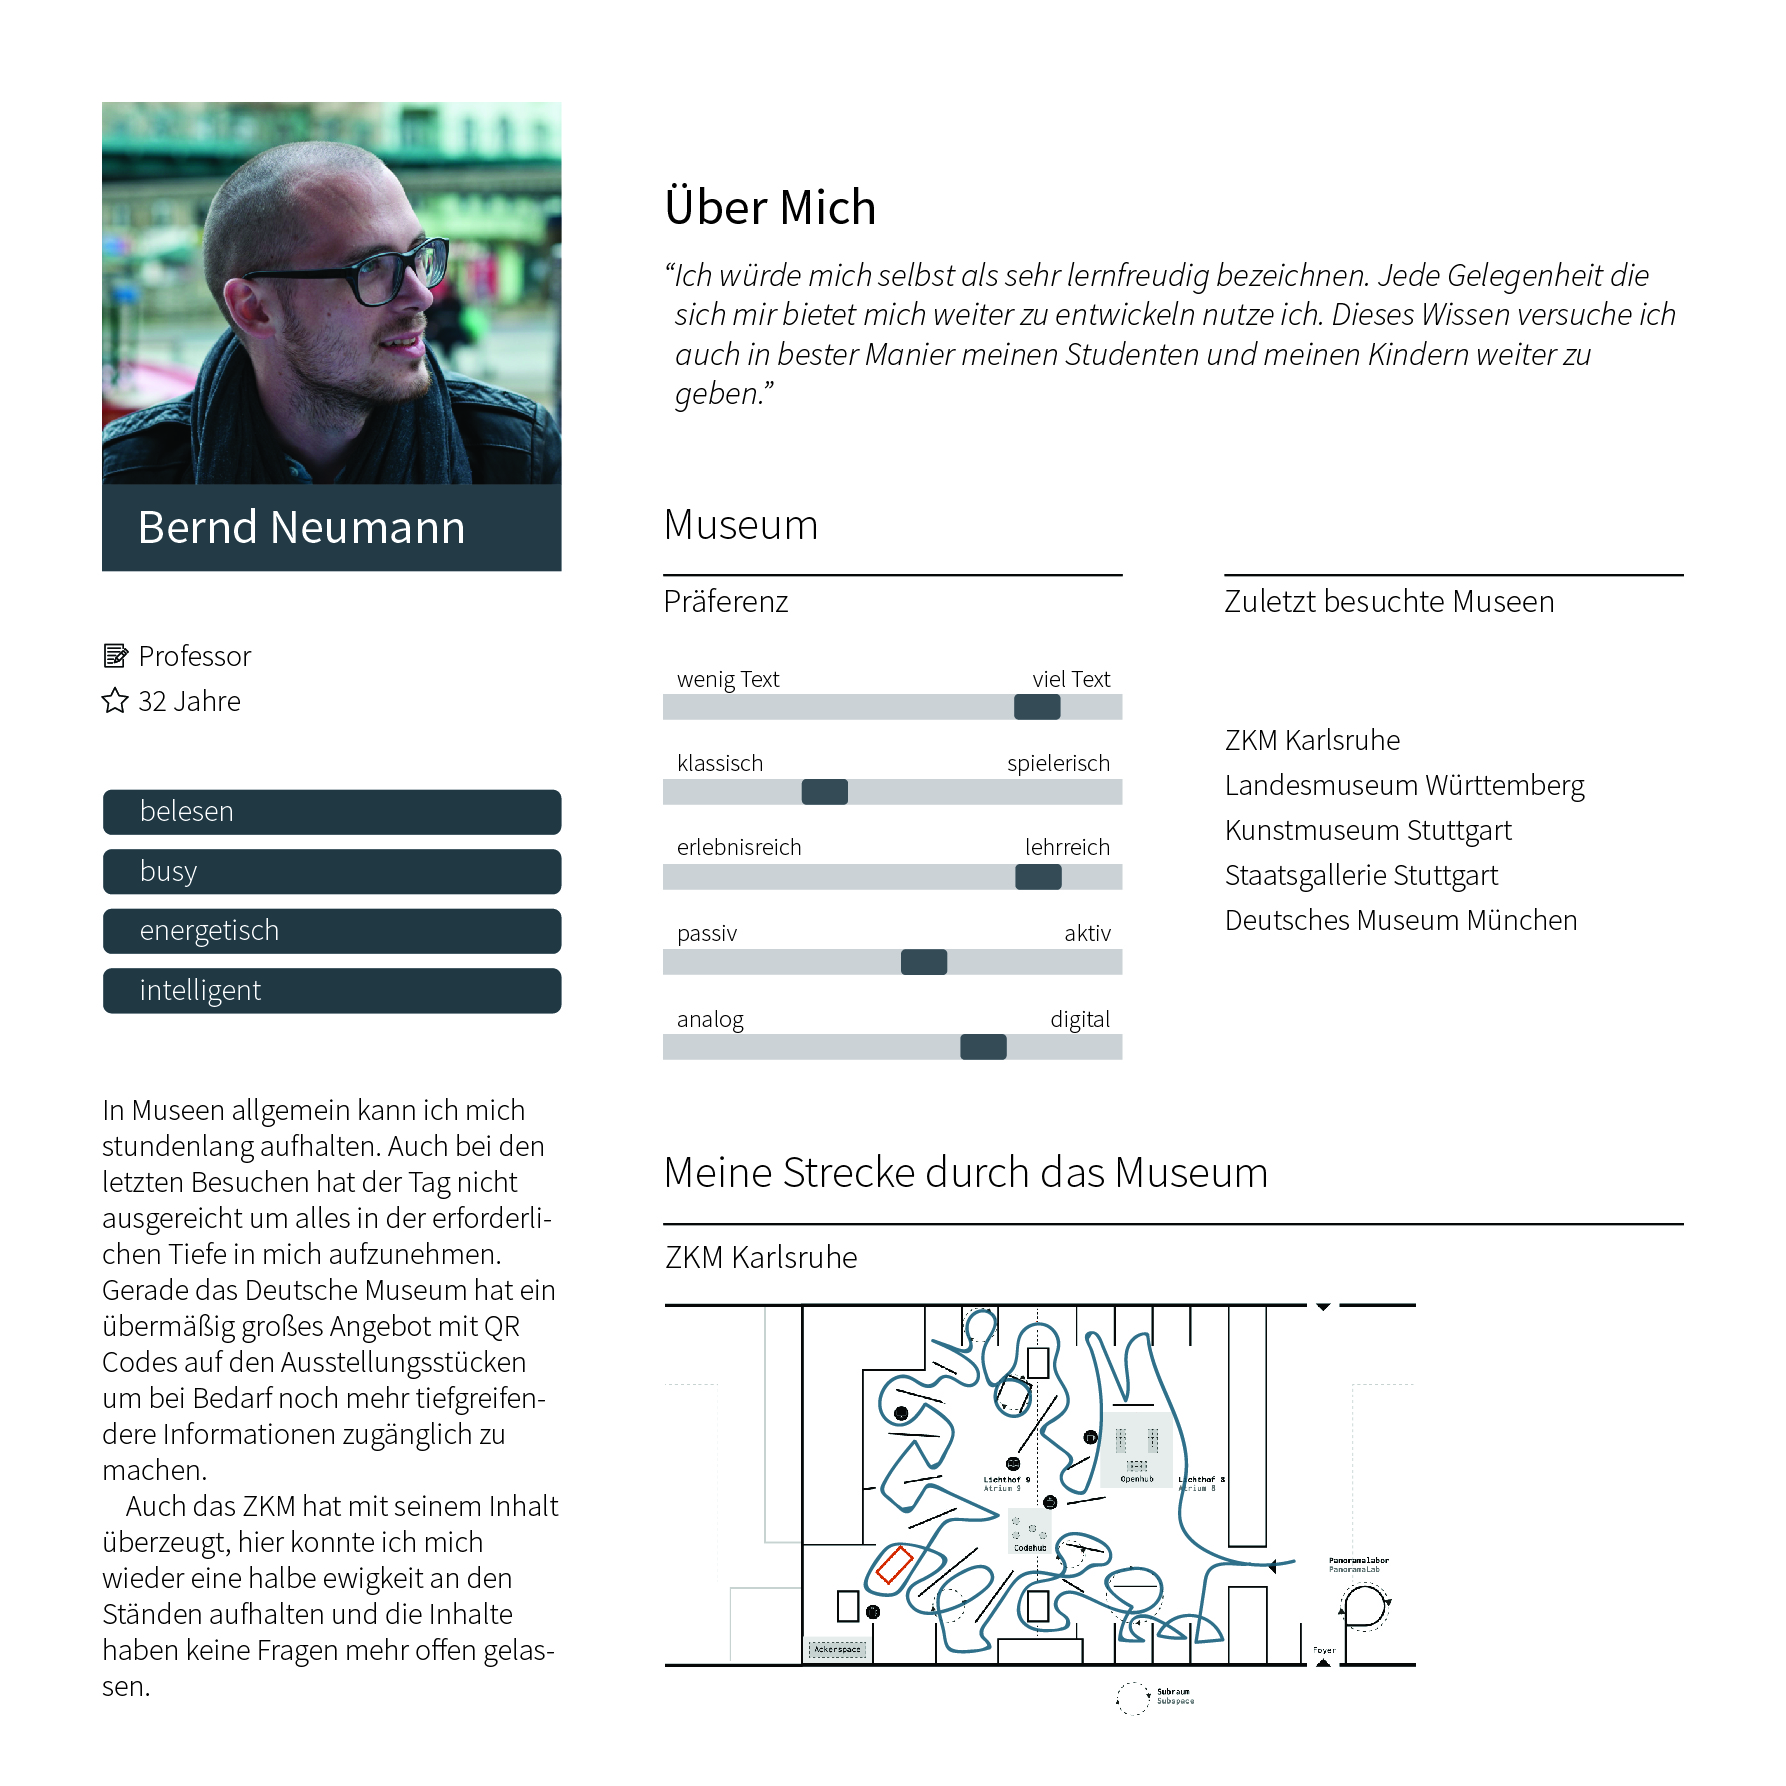 Bernd Neumann
Professor
32 Jahre
belesen
busy
energetisch
intelligent
In Museen allgemein kann ich mich
stundenlang aufhalten. Auch bei den
letzten Besuchen hat der Tag nicht
ausgereicht um alles in der erforderli-
chen Tiefe in mich aufzunehmen.
Gerade das Deutsche Museum hat ein
übermäßig großes Angebot mit QR
Codes auf den Ausstellungsstücken
um bei Bedarf noch mehr tiefgreifen-
dere Informationen zugänglich zu
machen.
Auch das ZKM hat mit seinem Inhalt
überzeugt, hier konnte ich mich
wieder eine halbe ewigkeit an den
Ständen aufhalten und die Inhalte
haben keine Fragen mehr offen gelas-
sen.
Über Mich
“Ich würde mich selbst als sehr lernfreudig bezeichnen. Jede Gelegenheit die
sich mir bietet mich weiter zu entwickeln nutze ich. Dieses Wissen versuche ich
auch in bester Manier meinen Studenten und meinen Kindern weiter zu
geben.”
Museum
Präferenz
wenig Text viel Text
klassisch spielerisch
erlebnisreich lehrreich
passiv aktiv
analog digital
Zuletzt besuchte Museen
ZKM Karlsruhe
Landesmuseum Württemberg
Kunstmuseum Stuttgart
Staatsgallerie Stuttgart
Deutsches Museum München
Meine Strecke durch das Museum
ZKM Karlsruhe
Lichthof 9
Atrium 9
Openhub
Lichthof 8
Atrium 8
Codehub
Panoramalabor
PanoramaLab
Ackerspace
Foyer
Subraum
Subspace